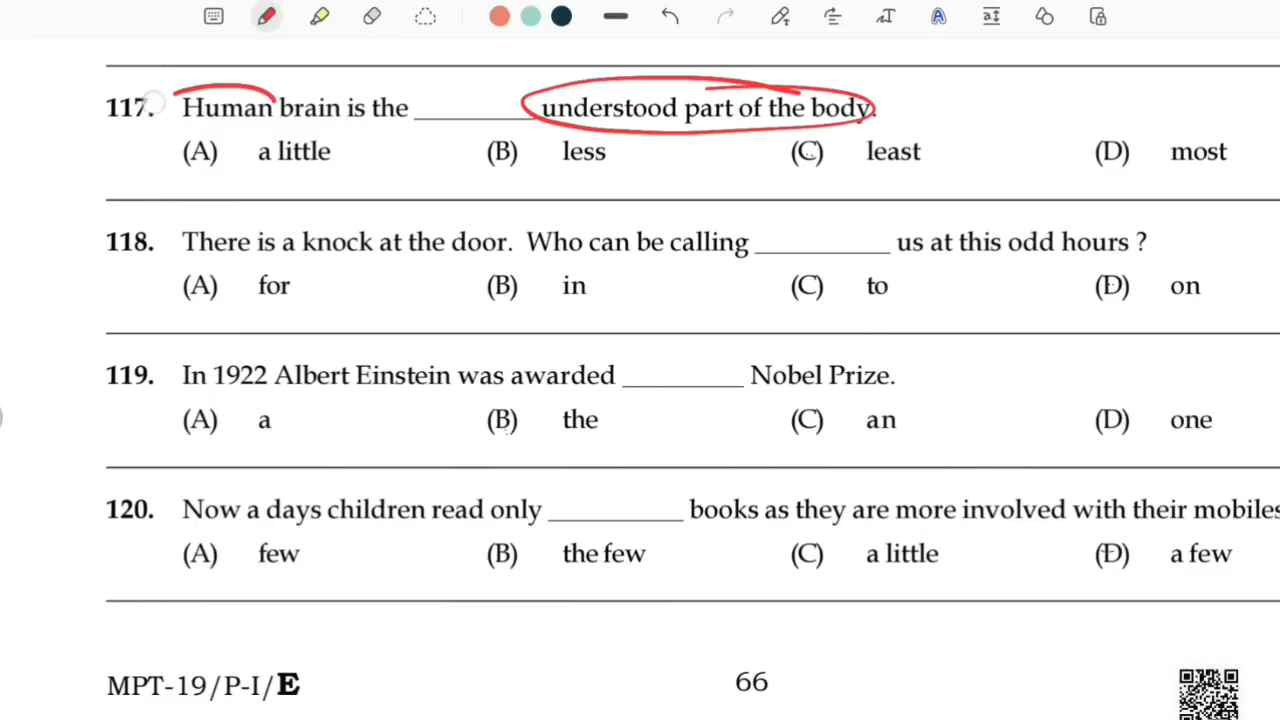 117. Human brain is the __________ understood part of the body.
(A) a little (B) less (C) least (D) most
118. There is a knock at the door. Who can be calling __________ us at this odd hours ?
(A) for (B) in (C) to (D) on
119. In 1922 Albert Einstein was awarded __________ Nobel Prize.
(A) a (B) the (C) an (D) one
120. Now a days children read only __________ books as they are more involved with their mobiles
(A) few (B) the few (C) a little (D) a few
MPT-19/P-I/E 66